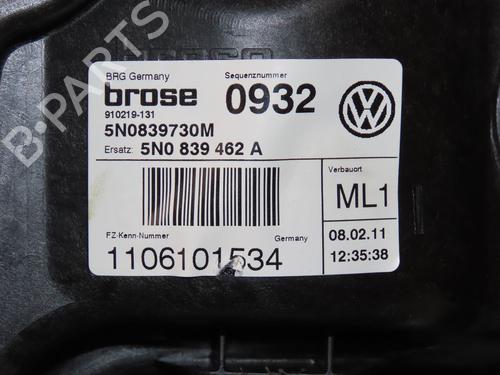 brose
BRG Germany
Sequenznummer
brose
0932
910219-131
5N0839730M
Ersatz: 5N0 839 462 A
Verbauort
ML1
FZ-Kenn-Nummer
Germany
1106101534
08.02.11
12:35:38
B-PARTS